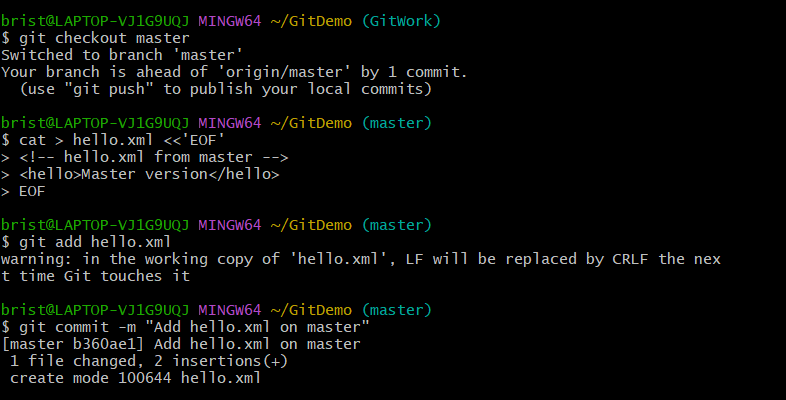 brist@LAPTOP-VJ1G9UQJ MINGW64 ~/GitDemo (GitWork)
$ git checkout master
Switched to branch 'master'
Your branch is ahead of 'origin/master' by 1 commit.
  (use "git push" to publish your local commits)
brist@LAPTOP-VJ1G9UQJ MINGW64 ~/GitDemo (master)
$ cat > hello.xml <<'EOF'
> <!-- hello.xml from master -->
> <hello>Master version</hello>
> EOF
brist@LAPTOP-VJ1G9UQJ MINGW64 ~/GitDemo (master)
$ git add hello.xml
warning: in the working copy of 'hello.xml', LF will be replaced by CRLF the nex
t time Git touches it
brist@LAPTOP-VJ1G9UQJ MINGW64 ~/GitDemo (master)
$ git commit -m "Add hello.xml on master"
[master b360ae1] Add hello.xml on master
 1 file changed, 2 insertions(+)
 create mode 100644 hello.xml